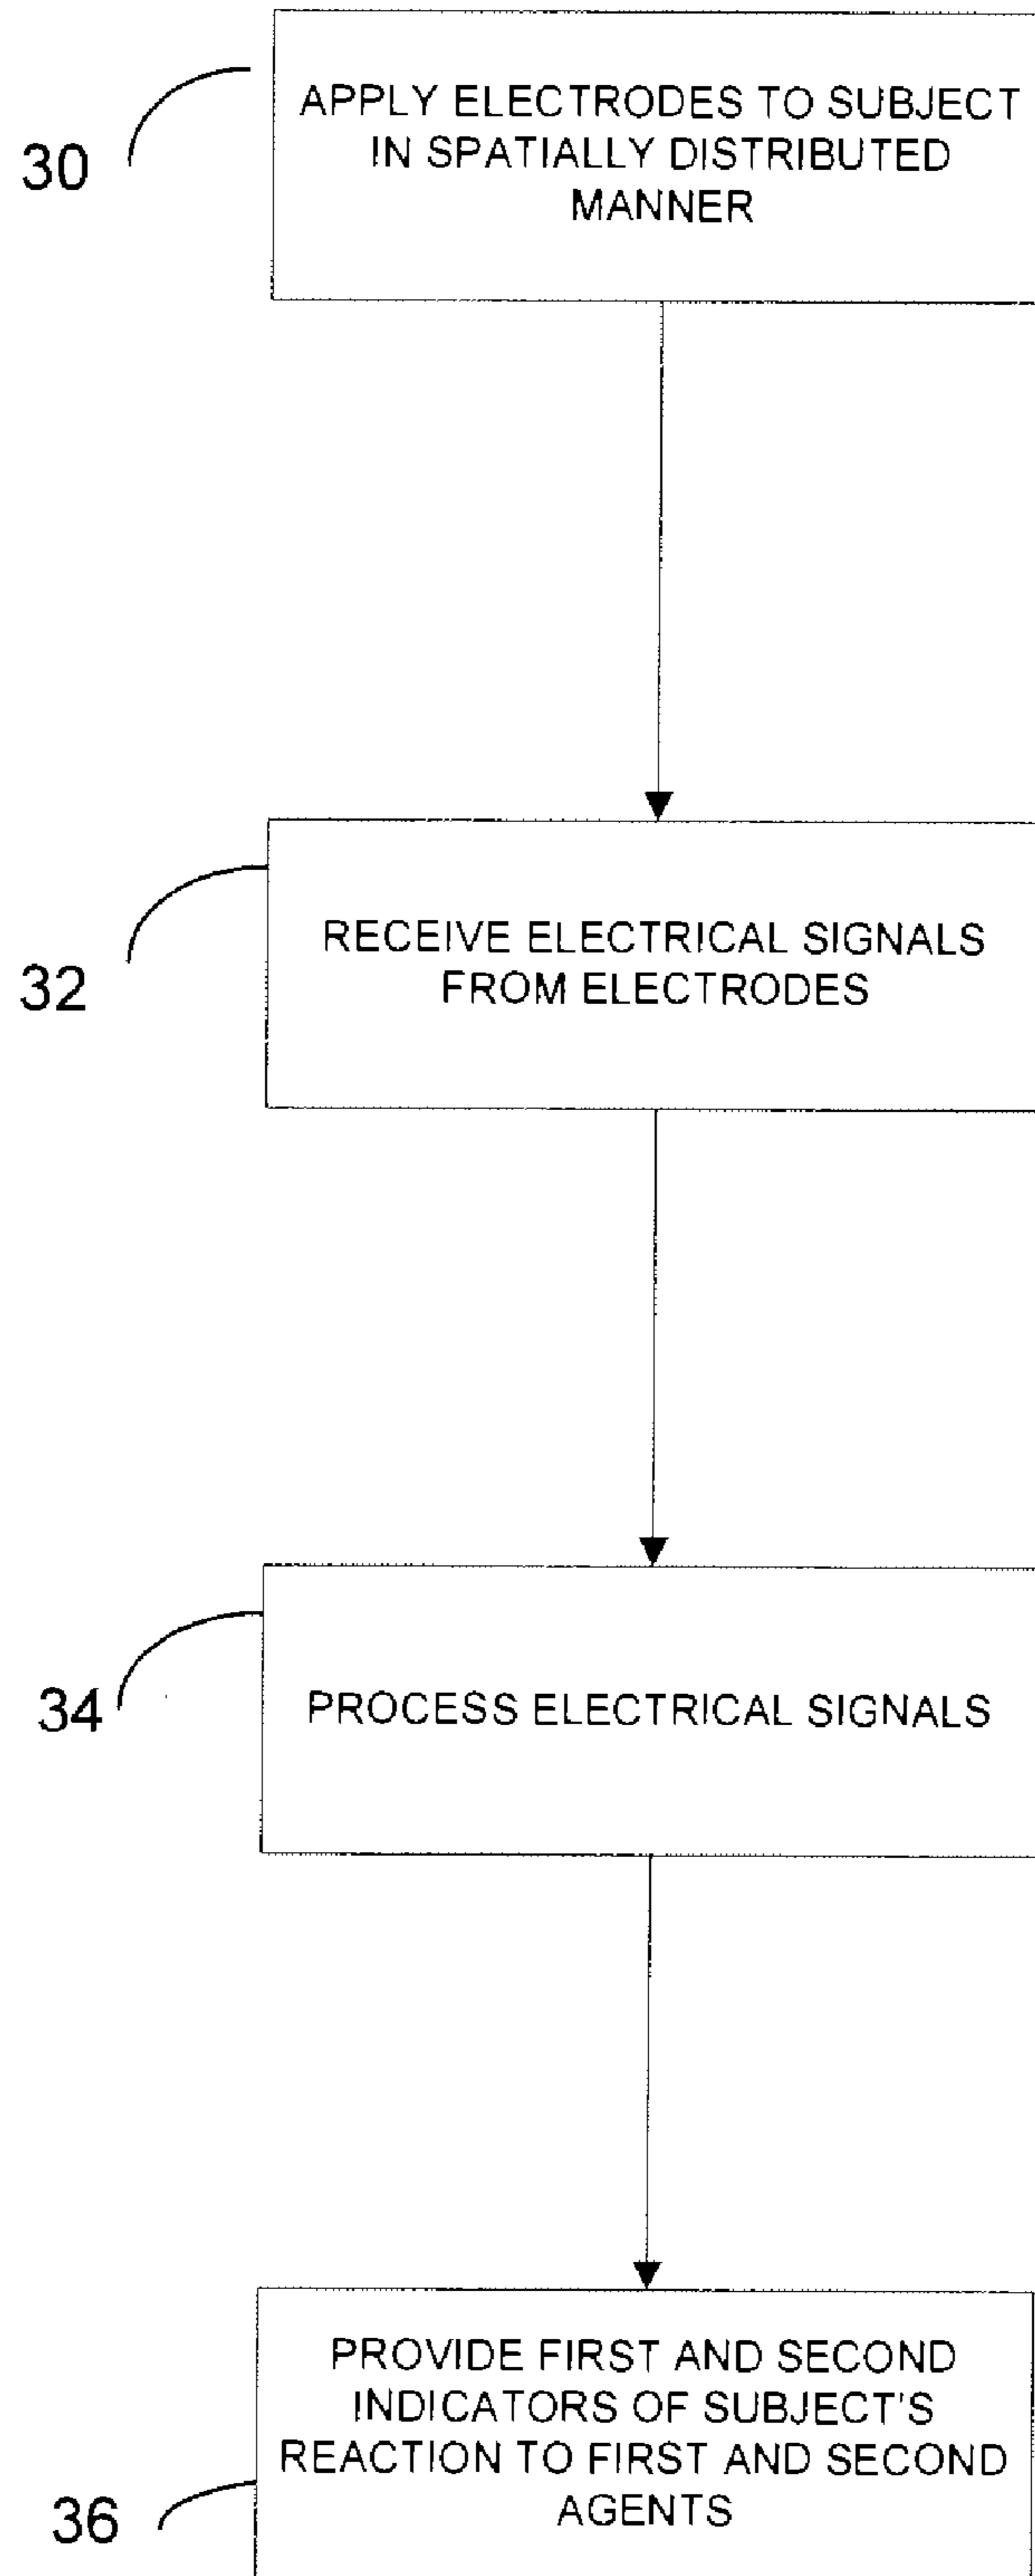 30
APPLY ELECTRODES TO SUBJECT
IN SPATIALLY DISTRIBUTED
MANNER
32
RECEIVE ELECTRICAL SIGNALS
FROM ELECTRODES
34
PROCESS ELECTRICAL SIGNALS
36
PROVIDE FIRST AND SECOND
INDICATORS OF SUBJECT'S
REACTION TO FIRST AND SECOND
AGENTS